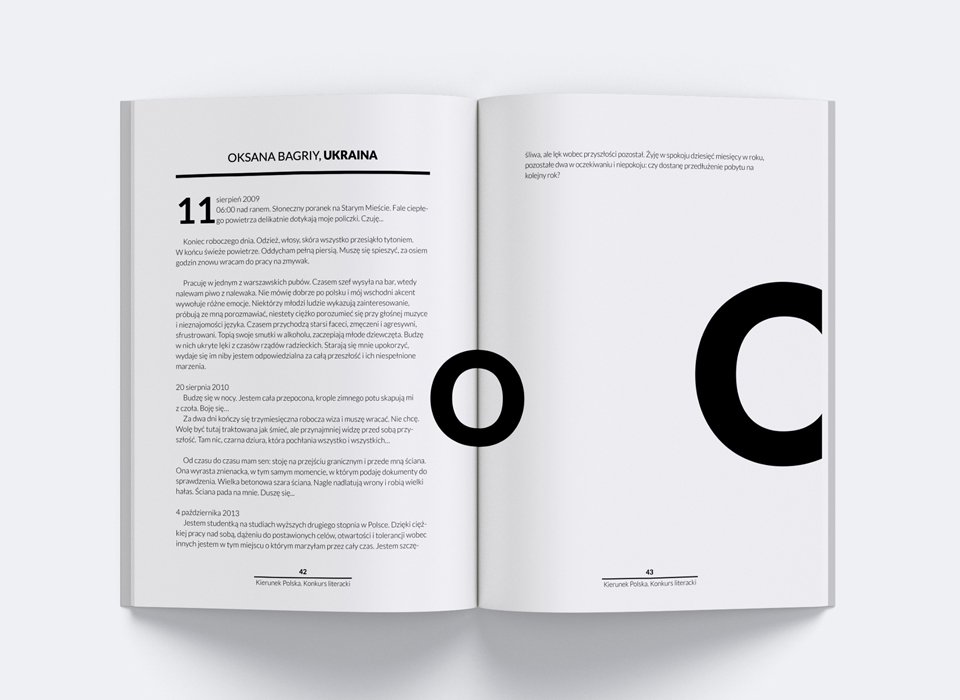 OKSANA BAGRIY, UKRAINA
11 sierpień 2009
06:00 nad ranem. Słoneczny poranek na Starym Mieście. Fale ciepłe-
go powietrza delikatnie dotykają moje policzki. Czuję...
Koniec roboczego dnia. Odzież, włosy, skóra wszystko przesiąkło tytoniem.
W końcu świeże powietrze. Oddycham pełną piersią. Muszę się spieszyć, za osiem
godzin znowu wracam do pracy na zmywak.
Pracuję w jednym z warszawskich pubów. Czasem szef wysyła na bar, wtedy
nalewam piwo z nalewaka. Nie mówię dobrze po polsku i mój wschodni akcent
wywołuje różne emocje. Niektórzy młodzi ludzie wykazują zainteresowanie,
próbują ze mną porozmawiać, niestety ciężko porozumieć się przy głośnej muzyce
i nieznajomości języka. Czasem przychodzą starsi faceci, zmęczeni i agresywni,
sfrustrowani. Topią swoje smutki w alkoholu, zaczepiają młode dziewczęta. Budzę
w nich ukryte lęki z czasów rządów radzieckich. Starają się mnie upokorzyć,
wydaje się im niby jestem odpowiedzialna za całą przeszłość i ich niespełnione
marzenia.
20 sierpnia 2010
Budzę się w nocy. Jestem cała przepocona, krople zimnego potu skapują mi
z czoła. Boję się...
Za dwa dni kończy się trzymiesięczna robocza wiza i muszę wracać. Nie chcę.
Wolę być tutaj traktowana jak śmieć, ale przynajmniej widzę przed sobą przy-
szłość. Tam nic, czarna dziura, która pochłania wszystko i wszystkich...
Od czasu do czasu mam sen: stoję na przejściu granicznym i przede mną ściana.
Ona wyrasta znienacka, w tym samym momencie, w którym podaję dokumenty do
sprawdzenia. Wielka betonowa szara ściana. Nagle nadlatują wrony i robią wielki
hałas. Ściana pada na mnie. Duszę się...
4 października 2013
Jestem studentką na studiach wyższych drugiego stopnia w Polsce. Dzięki cięż-
kiej pracy nad sobą, dążeniu do postawionych celów, otwartości i tolerancji wobec
innych jestem w tym miejscu o którym marzyłam przez cały czas. Jestem szczę-
42
Kierunek Polska. Konkurs literacki
O
śliwa, ale lęk wobec przyszłości pozostał. Żyję w spokoju dziesięć miesięcy w roku,
pozostałe dwa w oczekiwaniu i niepokoju: czy dostanę przedłużenie pobytu na
kolejny rok?
C
43
Kierunek Polska. Konkurs literacki